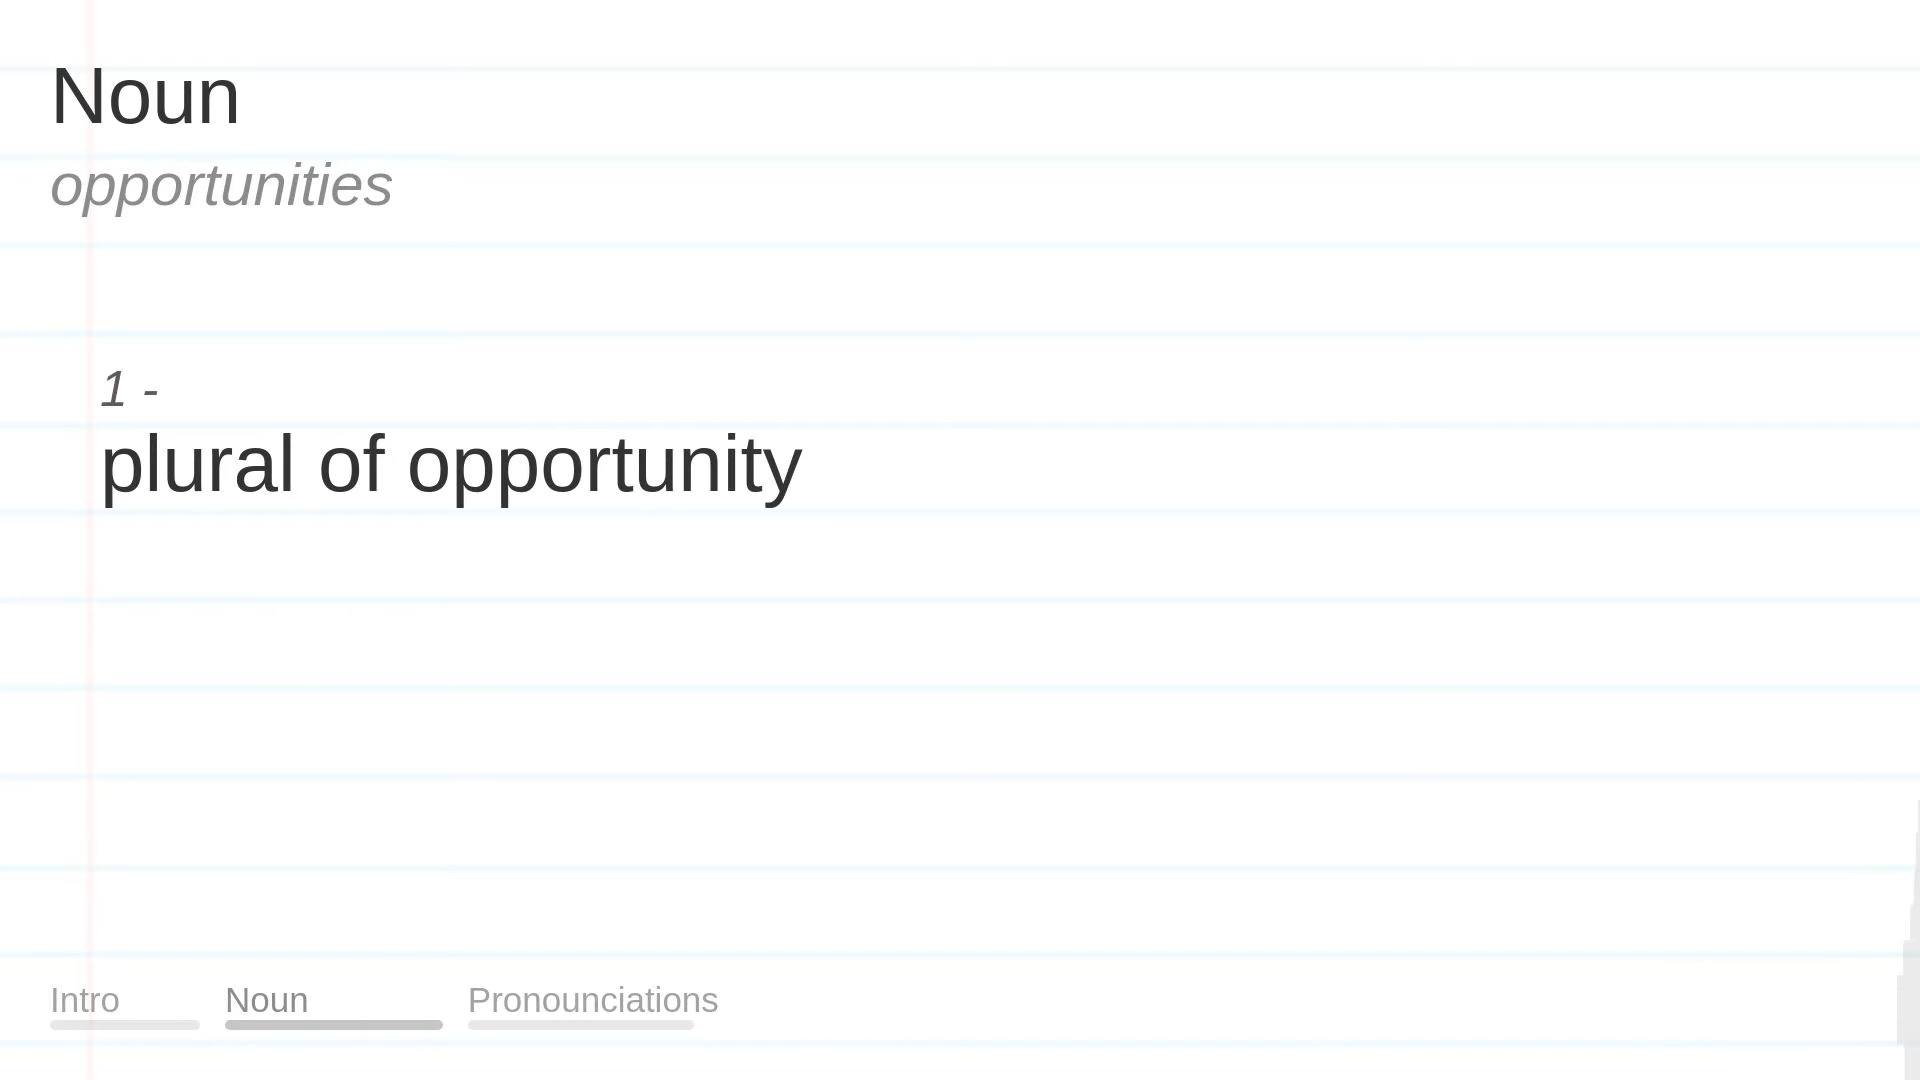 Noun
opportunities
1 -
plural of opportunity
Intro Noun Pronounciations